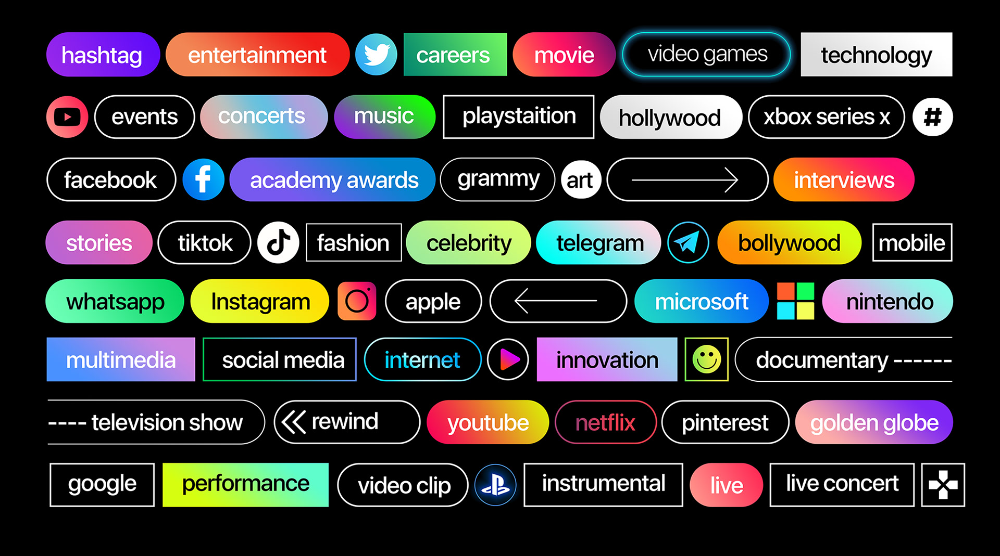 hashtag entertainment careers movie video games technology
events concerts music playstaition hollywood xbox series x #
facebook f academy awards grammy art interviews
stories tiktok fashion celebrity telegram bollywood mobile
whatsapp Instagram apple microsoft nintendo
multimedia social media internet innovation documentary ------
---- television show rewind youtube netflix pinterest golden globe
google performance video clip instrumental live live concert